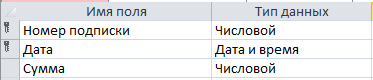 Имя поля Тип данных
Номер подписки Числовой
Дата Дата и время
Сумма Числовой